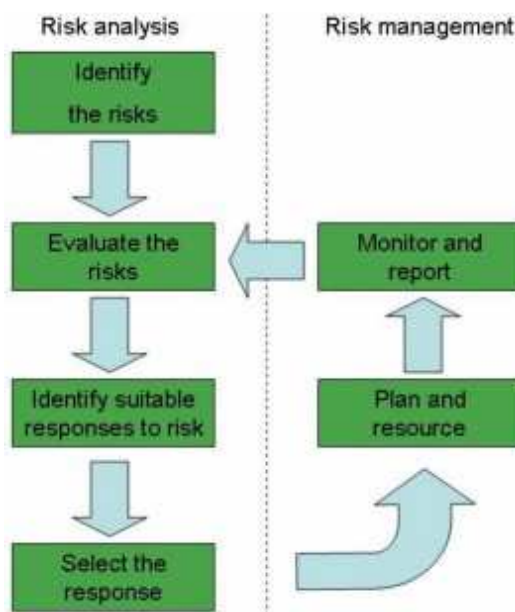 Risk analysis
Risk management
Identify
the risks
Evaluate the
risks
Monitor and
report
Identify suitable
responses to risk
Plan and
resource
Select the
response